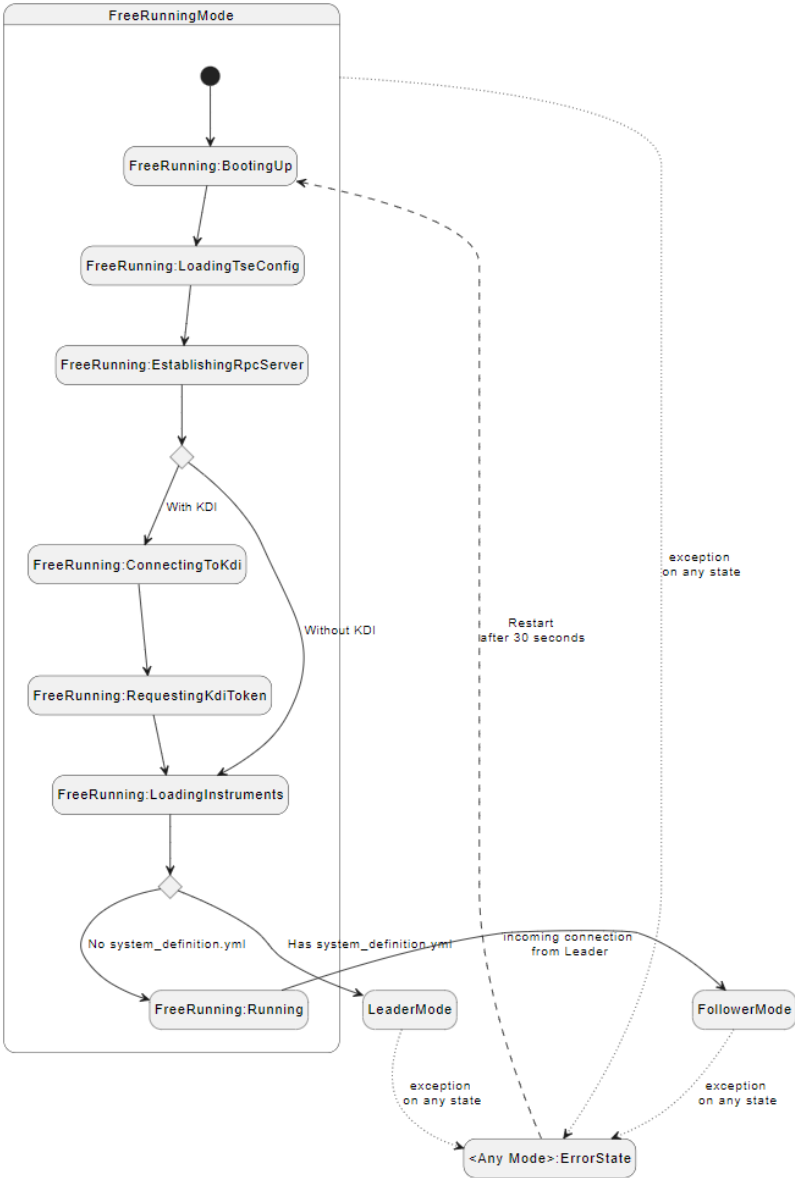 FreeRunningMode
FreeRunning:BootingUp
FreeRunning:LoadingTseConfig
FreeRunning:EstablishingRpcServer
With KDI
FreeRunning:ConnectingToKdi
exception
on any state
Restart
after 30 seconds
Without KDI
FreeRunning:RequestingKdiToken
FreeRunning:LoadingInstruments
No system_definition.yml
Has system_definition.yml
incoming connection
from Leader
FreeRunning:Running
LeaderMode
FollowerMode
exception
on any state
exception
on any state
<Any Mode>:ErrorState